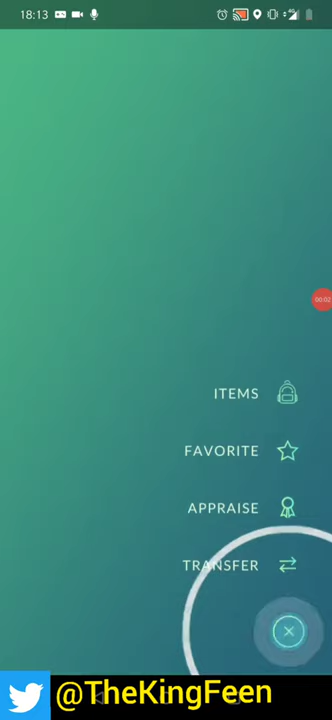 18:13
00:02
ITEMS
FAVORITE
APPRAISE
TRANSFER
@TheKingFeen